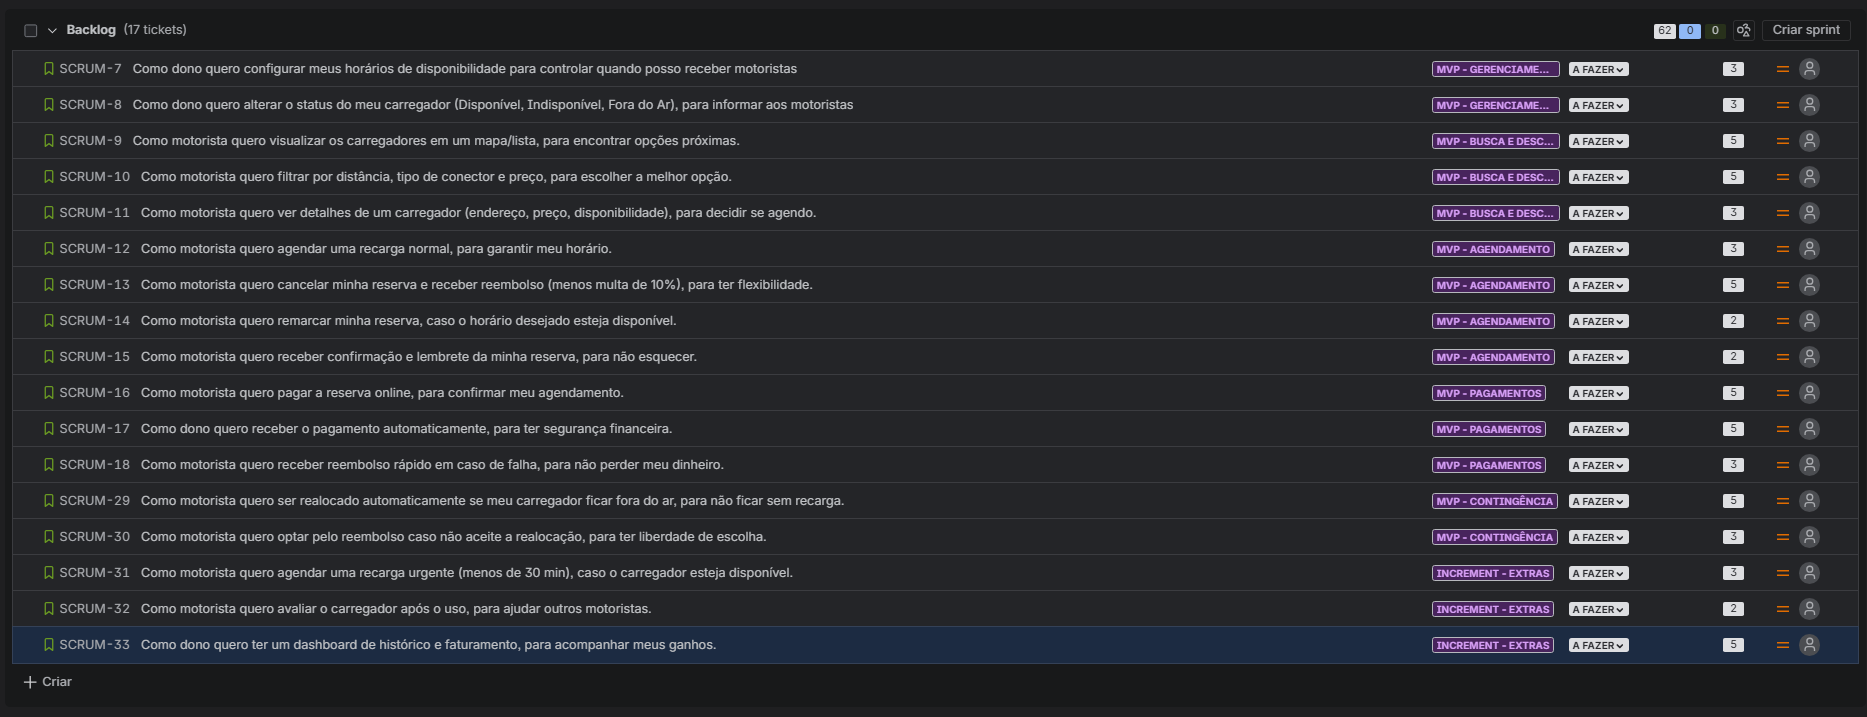 Backlog (17 tickets) 62 0 0 Criar sprint
SCRUM-7 Como dono quero configurar meus horários de disponibilidade para controlar quando posso receber motoristas MVP - GERENCIAME... A FAZER 3
SCRUM-8 Como dono quero alterar o status do meu carregador (Disponível, Indisponível, Fora do Ar), para informar aos motoristas MVP - GERENCIAME... A FAZER 3
SCRUM-9 Como motorista quero visualizar os carregadores em um mapa/lista, para encontrar opções próximas. MVP - BUSCA E DESC... A FAZER 5
SCRUM-10 Como motorista quero filtrar por distância, tipo de conector e preço, para escolher a melhor opção. MVP - BUSCA E DESC... A FAZER 5
SCRUM-11 Como motorista quero ver detalhes de um carregador (endereço, preço, disponibilidade), para decidir se agendo. MVP - BUSCA E DESC... A FAZER 3
SCRUM-12 Como motorista quero agendar uma recarga normal, para garantir meu horário. MVP - AGENDAMENTO A FAZER 3
SCRUM-13 Como motorista quero cancelar minha reserva e receber reembolso (menos multa de 10%), para ter flexibilidade. MVP - AGENDAMENTO A FAZER 5
SCRUM-14 Como motorista quero remarcar minha reserva, caso o horário desejado esteja disponível. MVP - AGENDAMENTO A FAZER 2
SCRUM-15 Como motorista quero receber confirmação e lembrete da minha reserva, para não esquecer. MVP - AGENDAMENTO A FAZER 2
SCRUM-16 Como motorista quero pagar a reserva online, para confirmar meu agendamento. MVP - PAGAMENTOS A FAZER 5
SCRUM-17 Como dono quero receber o pagamento automaticamente, para ter segurança financeira. MVP - PAGAMENTOS A FAZER 5
SCRUM-18 Como motorista quero receber reembolso rápido em caso de falha, para não perder meu dinheiro. MVP - PAGAMENTOS A FAZER 3
SCRUM-29 Como motorista quero ser realocado automaticamente se meu carregador ficar fora do ar, para não ficar sem recarga. MVP - CONTINGÊNCIA A FAZER 5
SCRUM-30 Como motorista quero optar pelo reembolso caso não aceite a realocação, para ter liberdade de escolha. MVP - CONTINGÊNCIA A FAZER 3
SCRUM-31 Como motorista quero agendar uma recarga urgente (menos de 30 min), caso o carregador esteja disponível. INCREMENT - EXTRAS A FAZER 3
SCRUM-32 Como motorista quero avaliar o carregador após o uso, para ajudar outros motoristas. INCREMENT - EXTRAS A FAZER 2
SCRUM-33 Como dono quero ter um dashboard de histórico e faturamento, para acompanhar meus ganhos. INCREMENT - EXTRAS A FAZER 5
Criar